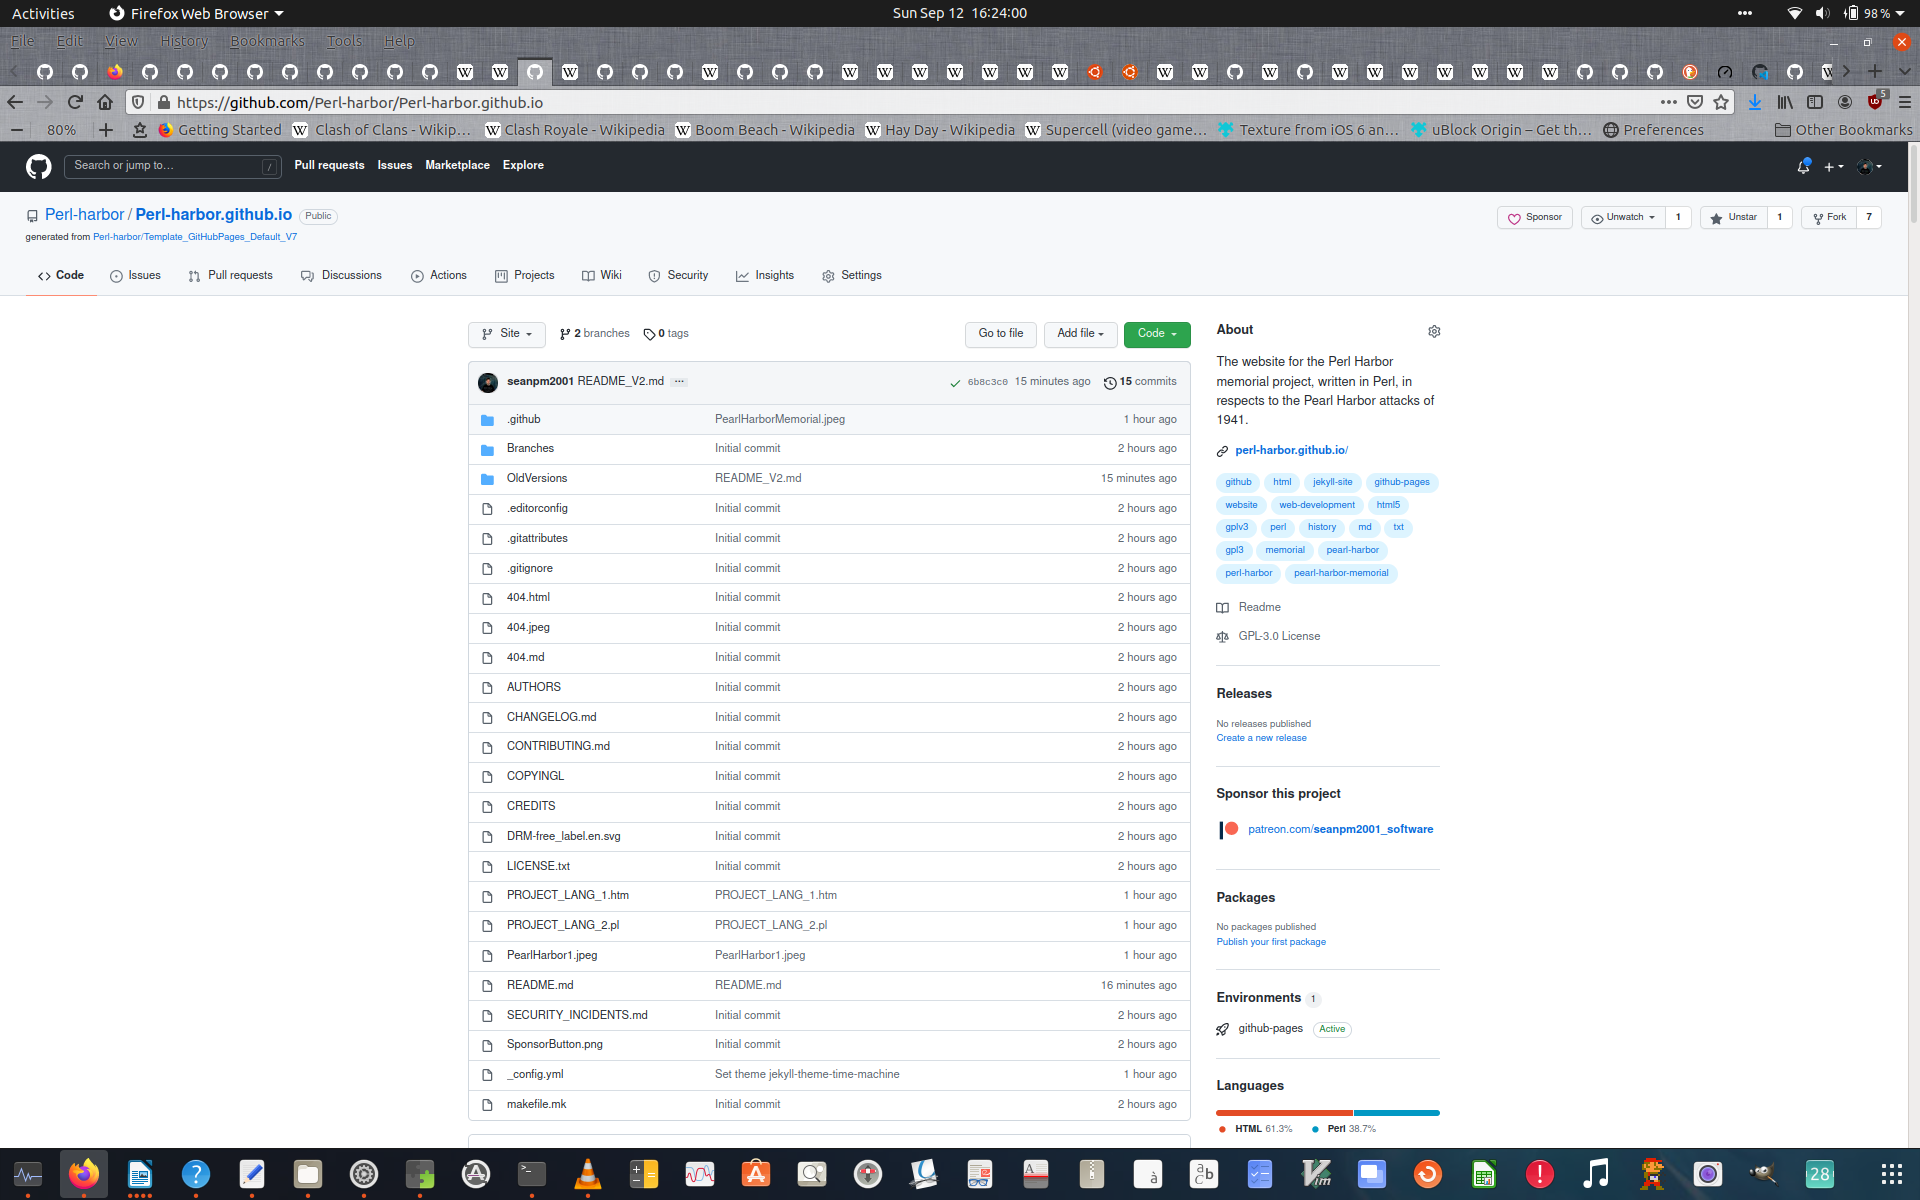 Activities Firefox Web Browser Sun Sep 12 16:24:00 98 %
File Edit View History Bookmarks Tools Help
https://github.com/Perl-harbor/Perl-harbor.github.io 5
80% Getting Started Clash of Clans - Wikip… Clash Royale - Wikipedia Boom Beach - Wikipedia Hay Day - Wikipedia Supercell (video game… Texture from iOS 6 an… uBlock Origin – Get th… Preferences Other Bookmarks
Search or jump to… / Pull requests Issues Marketplace Explore
Perl-harbor / Perl-harbor.github.io Public Sponsor Unwatch 1 Unstar 1 Fork 7
generated from Perl-harbor/Template_GitHubPages_Default_V7
Code Issues Pull requests Discussions Actions Projects Wiki Security Insights Settings
Site 2 branches 0 tags Go to file Add file Code
seanpm2001 README_V2.md ... 6b8c3c0 15 minutes ago 15 commits
.github PearlHarborMemorial.jpeg 1 hour ago
Branches Initial commit 2 hours ago
OldVersions README_V2.md 15 minutes ago
.editorconfig Initial commit 2 hours ago
.gitattributes Initial commit 2 hours ago
.gitignore Initial commit 2 hours ago
404.html Initial commit 2 hours ago
404.jpeg Initial commit 2 hours ago
404.md Initial commit 2 hours ago
AUTHORS Initial commit 2 hours ago
CHANGELOG.md Initial commit 2 hours ago
CONTRIBUTING.md Initial commit 2 hours ago
COPYINGL Initial commit 2 hours ago
CREDITS Initial commit 2 hours ago
DRM-free_label.en.svg Initial commit 2 hours ago
LICENSE.txt Initial commit 2 hours ago
PROJECT_LANG_1.htm PROJECT_LANG_1.htm 1 hour ago
PROJECT_LANG_2.pl PROJECT_LANG_2.pl 1 hour ago
PearlHarbor1.jpeg PearlHarbor1.jpeg 1 hour ago
README.md README.md 16 minutes ago
SECURITY_INCIDENTS.md Initial commit 2 hours ago
SponsorButton.png Initial commit 2 hours ago
_config.yml Set theme jekyll-theme-time-machine 1 hour ago
makefile.mk Initial commit 2 hours ago
About
The website for the Perl Harbor
memorial project, written in Perl, in
respects to the Pearl Harbor attacks of
1941.
perl-harbor.github.io/
github html jekyll-site github-pages
website web-development html5
gplv3 perl history md txt
gpl3 memorial pearl-harbor
perl-harbor pearl-harbor-memorial
Readme
GPL-3.0 License
Releases
No releases published
Create a new release
Sponsor this project
patreon.com/seanpm2001_software
Packages
No packages published
Publish your first package
Environments 1
github-pages Active
Languages
HTML 61.3% Perl 38.7%
28